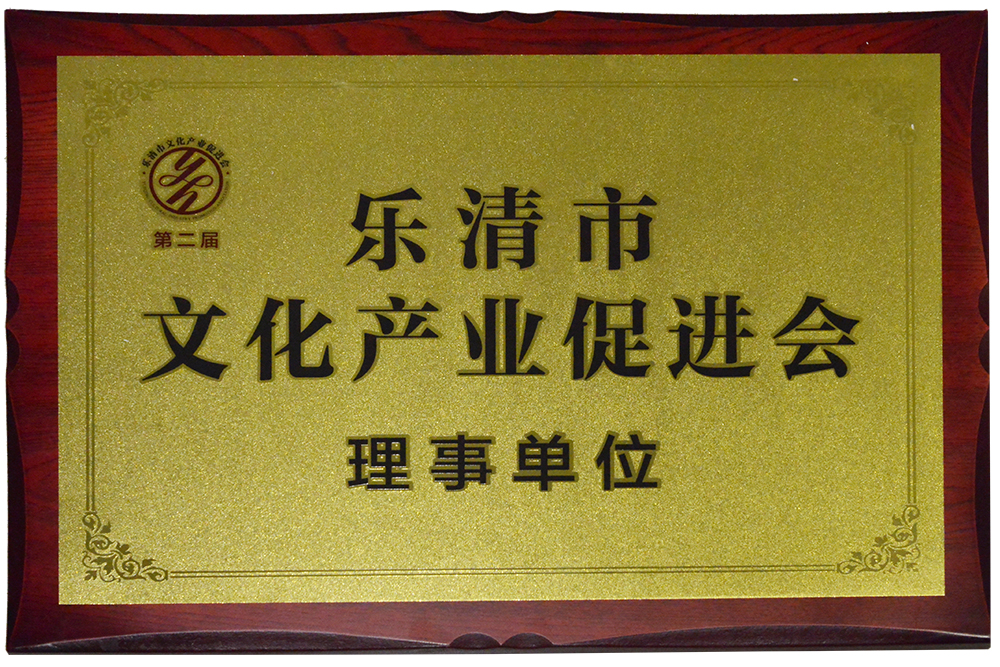 乐清市文化产业促进会
第二届
乐清市
文化产业促进会
理事单位